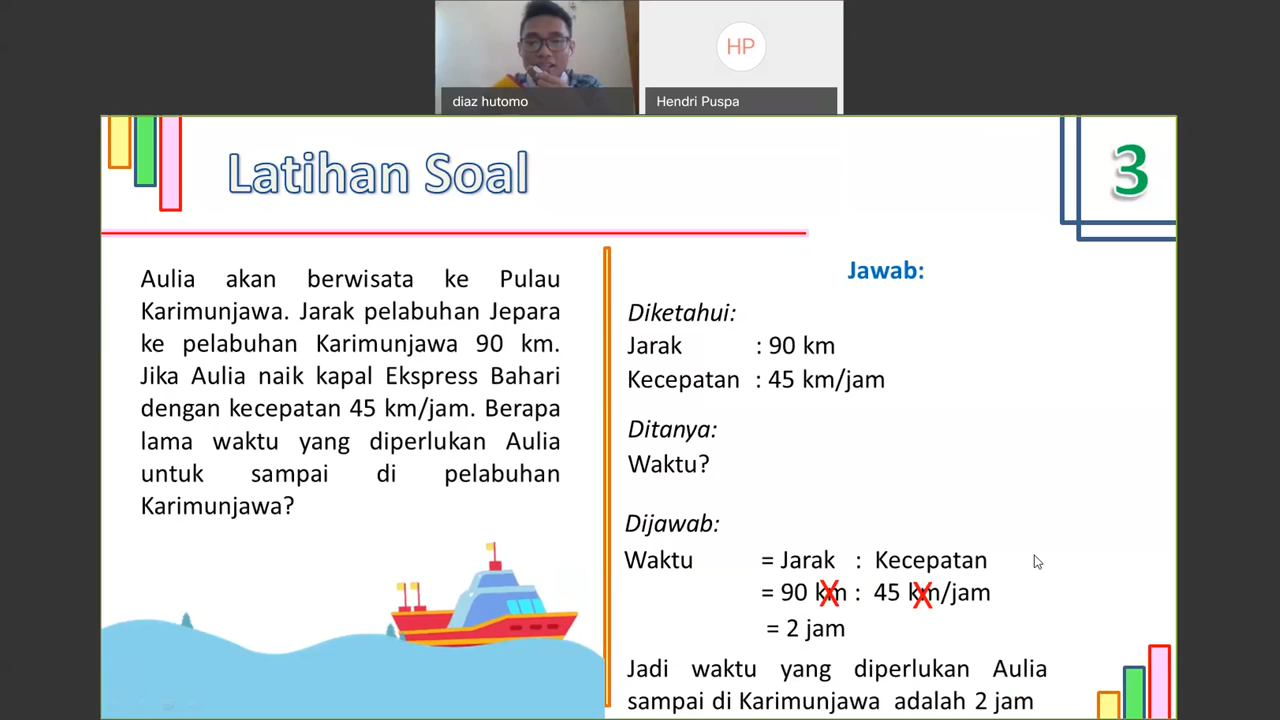 HP
diaz hutomo
Hendri Puspa
Latihan Soal
3
Aulia akan berwisata ke Pulau
Karimunjawa. Jarak pelabuhan Jepara
ke pelabuhan Karimunjawa 90 km.
Jika Aulia naik kapal Ekspress Bahari
dengan kecepatan 45 km/jam. Berapa
lama waktu yang diperlukan Aulia
untuk sampai di pelabuhan
Karimunjawa?
Jawab:
Diketahui:
Jarak : 90 km
Kecepatan : 45 km/jam
Ditanya:
Waktu?
Dijawab:
Waktu = Jarak : Kecepatan
= 90 km : 45 km/jam
= 2 jam
Jadi waktu yang diperlukan Aulia
sampai di Karimunjawa adalah 2 jam